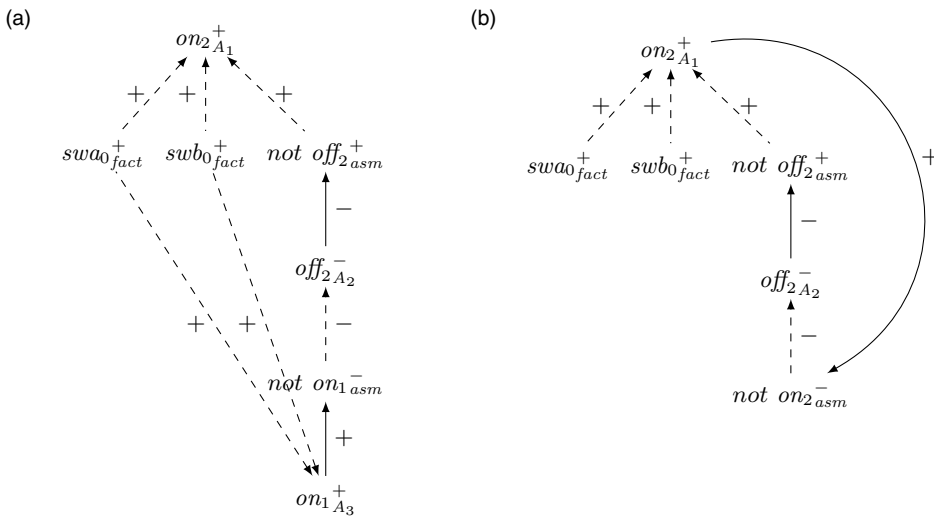 (a) (b)
on₂⁺A₁ on₂⁺A₁
+ + + + + +
swa₀⁺fact swb₀⁺fact not off₂⁺asm swa₀⁺fact swb₀⁺fact not off₂⁺asm +
− −
off₂⁻A₂ off₂⁻A₂
+ + − −
not on₁⁻asm not on₂⁻asm
+
on₁⁺A₃